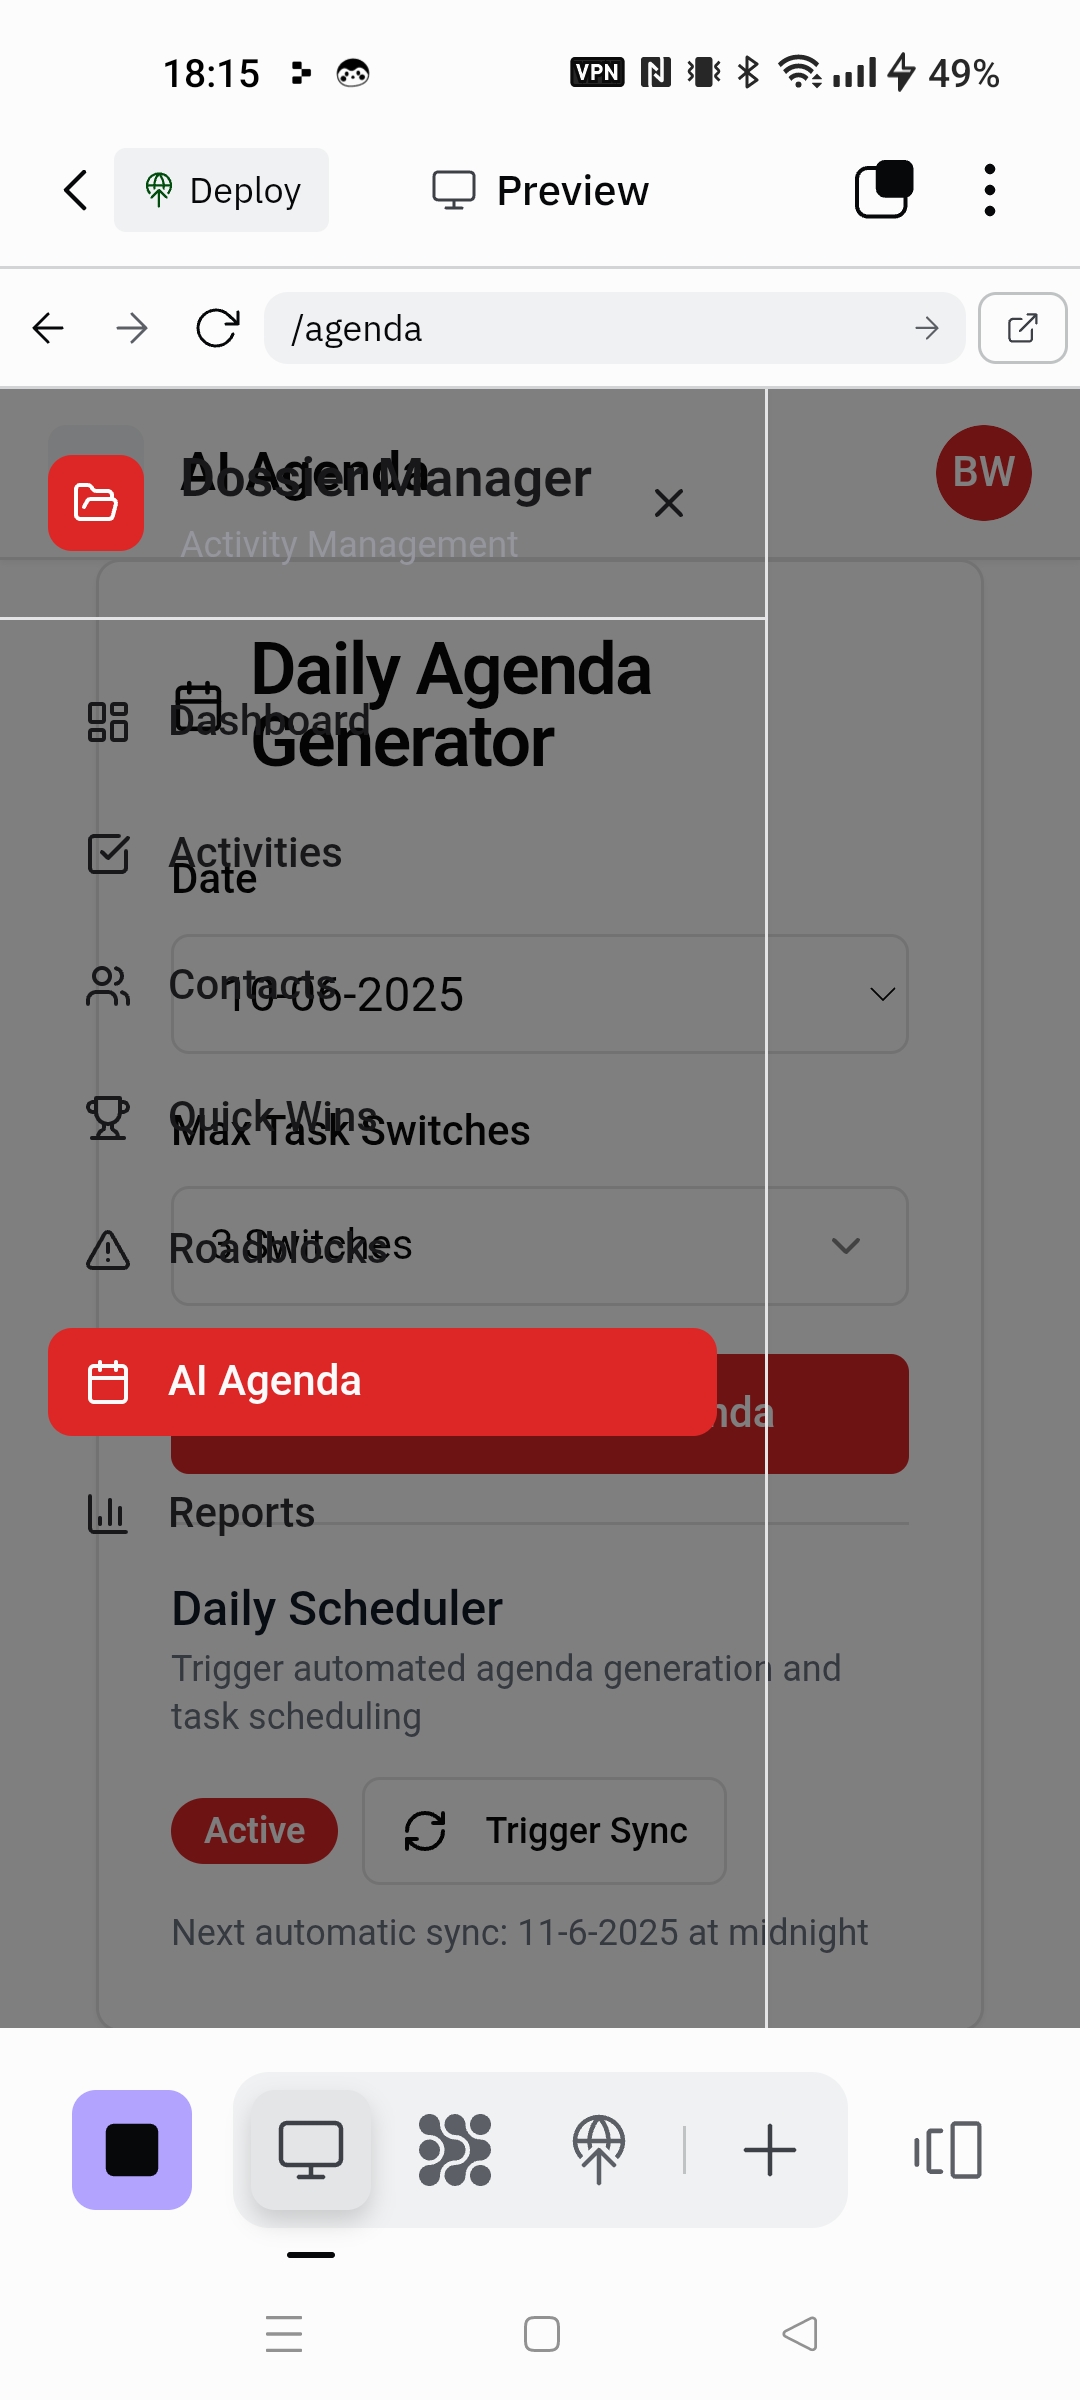 18:15
VPN
49%
Deploy
Preview
/agenda
AI Agenda
Dossier Manager
BW
Activity Management
Daily Agenda
Generator
Dashboard
Activities
Date
Contacts
10-06-2025
Quick Wins
Max Task Switches
Roadblocks
3 Switches
AI Agenda
nda
Reports
Daily Scheduler
Trigger automated agenda generation and
task scheduling
Active
Trigger Sync
Next automatic sync: 11-6-2025 at midnight